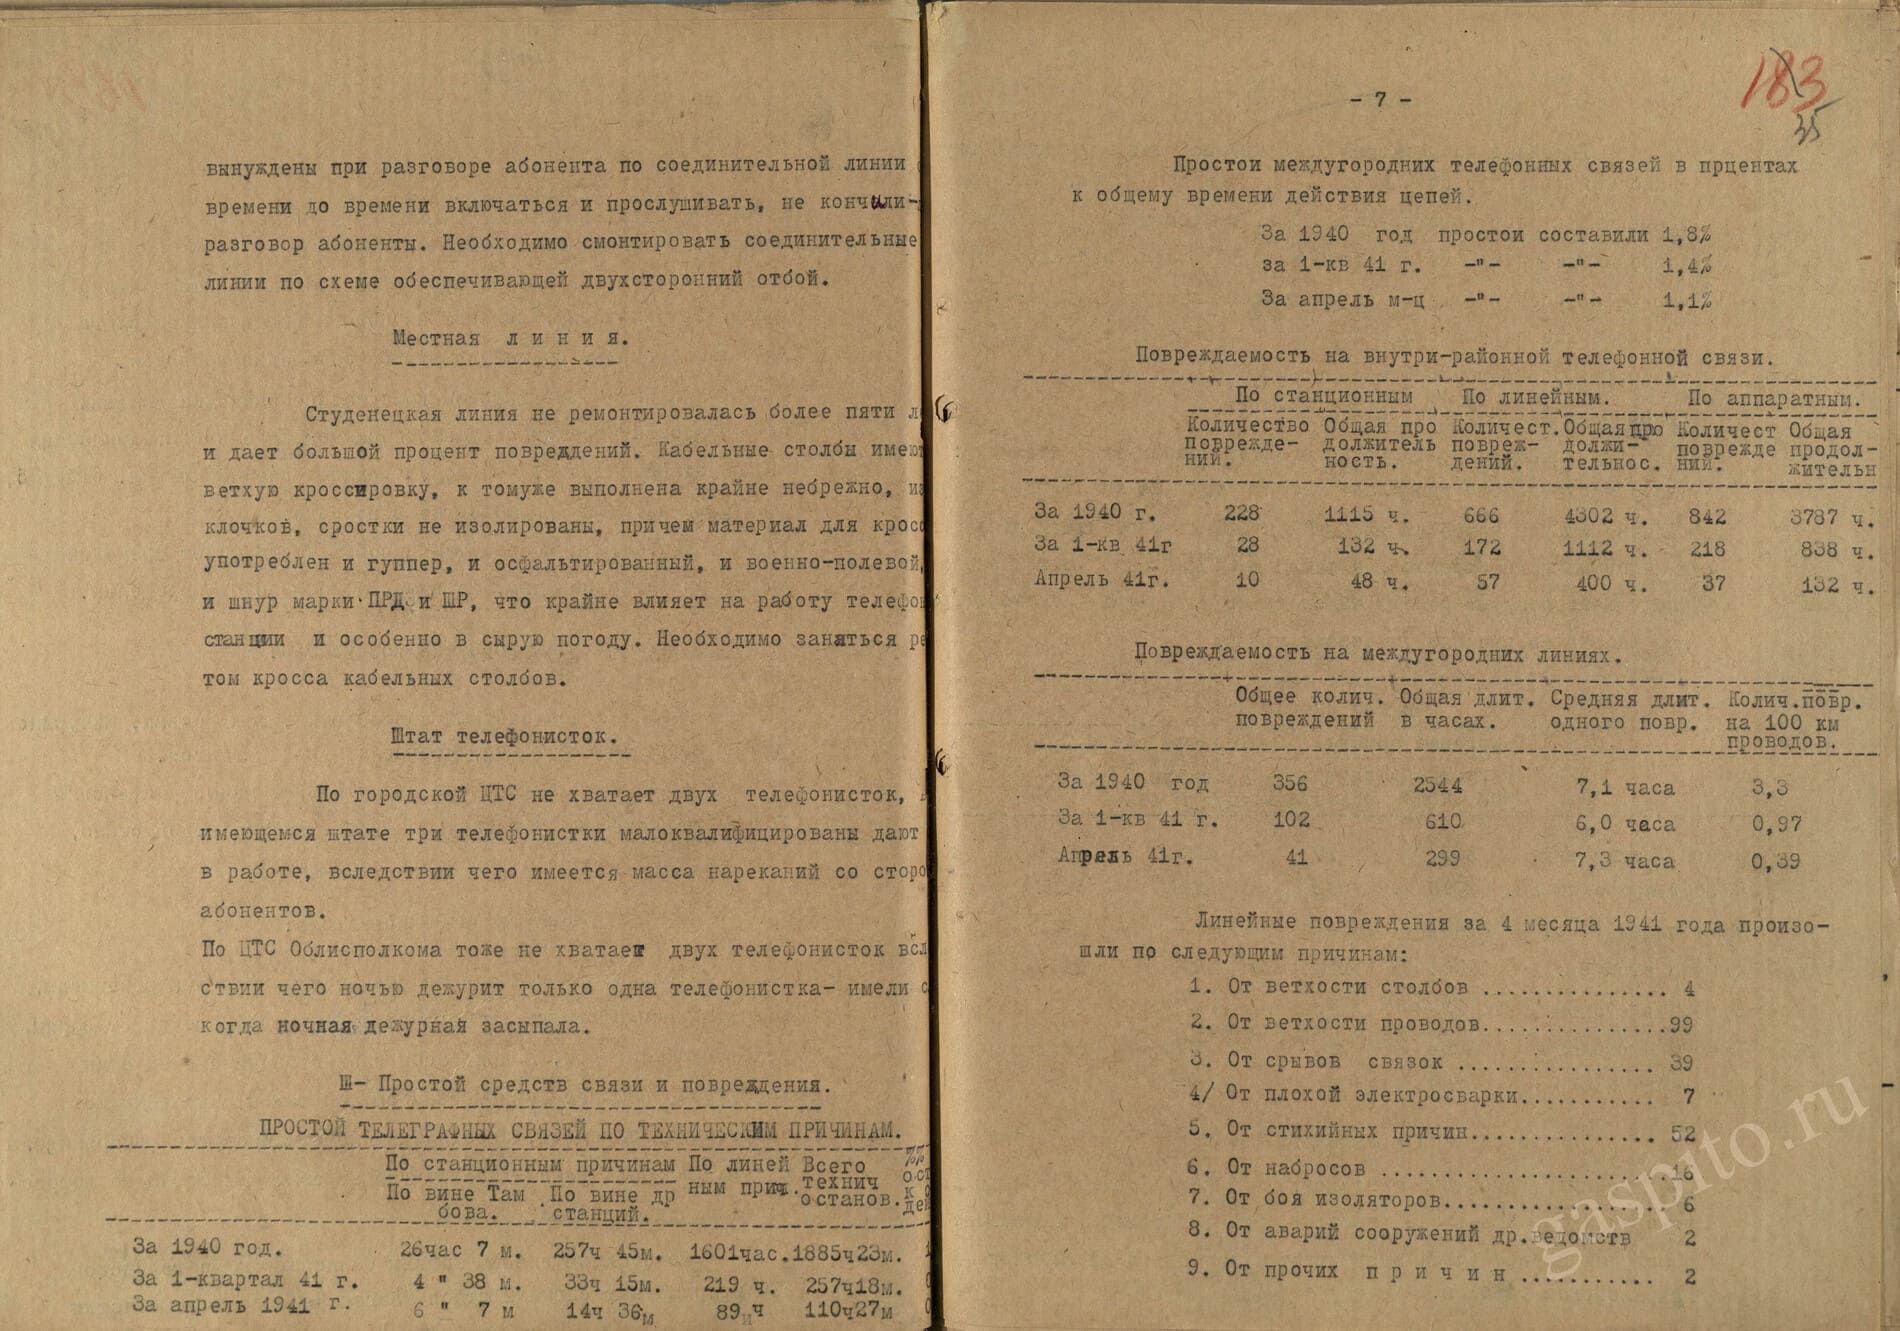 вынуждены при разговоре абонента по соединительной линии
времени до времени включаться и прослушивать, не кончили-
разговор абоненты. Необходимо смонтировать соединительные
линии по схеме обеспечивающей двухсторонний отбой.
Местная линия.
Студенецкая линия не ремонтировалась более пяти
и дает большой процент повреждений. Кабельные столбы
ветхую кроссировку, к томуже выполнена крайне небрежно,
клочков, сростки не изолированы, причем материал для
употреблен и гуппер, и осфальтированный, и военно-полевой,
и шнур марки ПРД и ШР, что крайне влияет на работу
станции и особенно в сырую погоду. Необходимо заняться
том кросса кабельных столбов.
Штат телефонисток.
По городской ЦТС не хватает двух телефонисток,
имеющемся штате три телефонистки малоквалифицированы дают
в работе, вследствии чего имеется масса нареканий со
абонентов.
По ЦТС Облисполкома тоже не хватает двух телефонисток
ствии чего ночью дежурит только одна телефонистка- имели
когда ночная дежурная засыпала.
Ш- Простой средств связи и повреждения.
ПРОСТОЙ ТЕЛЕГРАФНЫХ СВЯЗЕЙ ПО ТЕХНИЧЕСКИМ ПРИЧИНАМ.
По станционным причинам По линей Всего
По вине Там По вине др ным прич. технич
бова. станций. останов.
За 1940 год. 26час 7 м. 257ч 45м. 1601час. 1885ч23м.
За 1-квартал 41 г. 4 " 38 м. 33ч 15м. 219 ч. 257ч18м.
За апрель 1941 г. 6 " 7 м 14ч 36м 89 ч 110ч27м
- 7 -
183
35
Простои междугородних телефонных связей в прцентах
к общему времени действия цепей.
За 1940 год простои составили 1,8%
за 1-кв 41 г. -"- -"- 1,4%
За апрель м-ц -"- -"- 1,1%
Повреждаемость на внутри-районной телефонной связи.
По станционным По линейным. По аппаратным.
Количество Общая про Количест. Общая про Количест Общая
поврежде- должитель повреж- должи- поврежде продол-
ний. ность. дений. тельнос. ний. жительн
За 1940 г. 228 1115 ч. 666 4302 ч. 842 3787 ч.
За 1-кв 41г 28 132 ч. 172 1112 ч. 218 838 ч.
Апрель 41г. 10 48 ч. 57 400 ч. 37 132 ч.
Повреждаемость на междугородних линиях.
Общее колич. Общая длит. Средняя длит. Колич.повр.
повреждений в часах. одного повр. на 100 км
проводов.
За 1940 год 356 2544 7,1 часа 3,3
За 1-кв 41 г. 102 610 6,0 часа 0,97
Апрель 41г. 41 299 7,3 часа 0,39
Линейные повреждения за 4 месяца 1941 года произо-
шли по следующим причинам:
1. От ветхости столбов ............... 4
2. От ветхости проводов...............99
3. От срывов связок ................ 39
4/ От плохой электросварки........... 7
5. От стихийных причин............... 52
6. От набросов .......................16
7. От боя изоляторов................... 6
8. От аварий сооружений др.ведомств 2
9. От прочих причин ........... 2
gaspito.ru